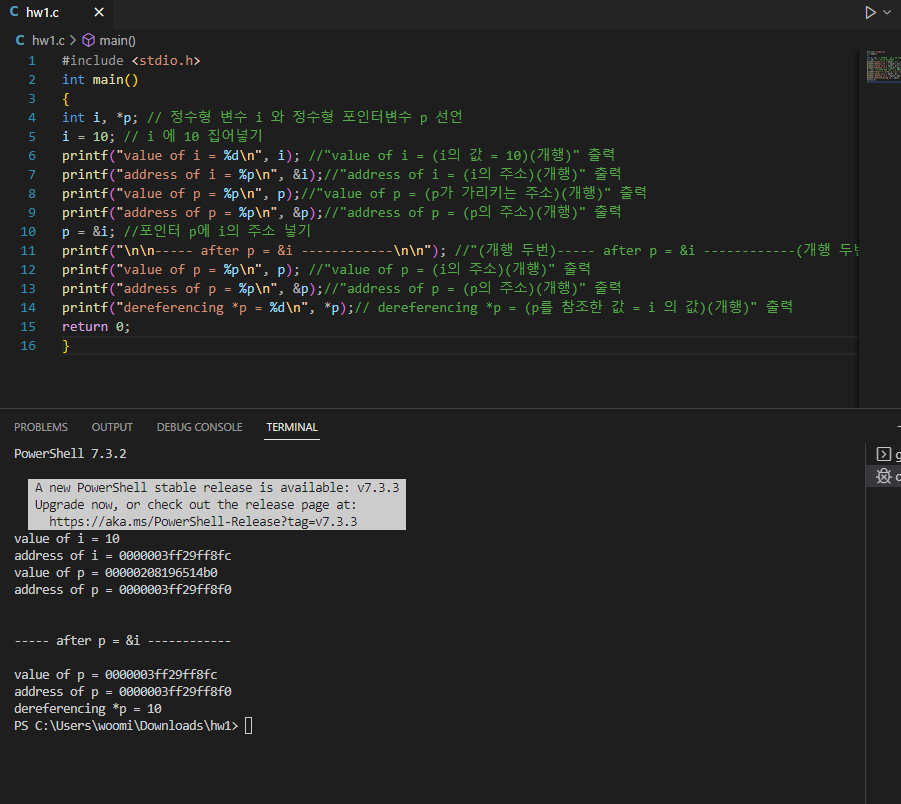 hw1.c
hw1.c > main()
1 #include <stdio.h>
2 int main()
3 {
4 int i, *p; // 정수형 변수 i 와 정수형 포인터변수 p 선언
5 i = 10; // i 에 10 집어넣기
6 printf("value of i = %d\n", i); //"value of i = (i의 값 = 10)(개행)" 출력
7 printf("address of i = %p\n", &i);//"address of i = (i의 주소)(개행)" 출력
8 printf("value of p = %p\n", p);//"value of p = (p가 가리키는 주소)(개행)" 출력
9 printf("address of p = %p\n", &p);//"address of p = (p의 주소)(개행)" 출력
10 p = &i; //포인터 p에 i의 주소 넣기
11 printf("\n\n----- after p = &i ------------\n\n"); //"(개행 두번)----- after p = &i ------------(개행 두
12 printf("value of p = %p\n", p); //"value of p = (i의 주소)(개행)" 출력
13 printf("address of p = %p\n", &p);//"address of p = (p의 주소)(개행)" 출력
14 printf("dereferencing *p = %d\n", *p);// dereferencing *p = (p를 참조한 값 = i 의 값)(개행)" 출력
15 return 0;
16 }
PROBLEMS OUTPUT DEBUG CONSOLE TERMINAL
PowerShell 7.3.2
A new PowerShell stable release is available: v7.3.3
Upgrade now, or check out the release page at:
https://aka.ms/PowerShell-Release?tag=v7.3.3
value of i = 10
address of i = 0000003ff29ff8fc
value of p = 00000208196514b0
address of p = 0000003ff29ff8f0
----- after p = &i ------------
value of p = 0000003ff29ff8fc
address of p = 0000003ff29ff8f0
dereferencing *p = 10
PS C:\Users\woomi\Downloads\hw1>